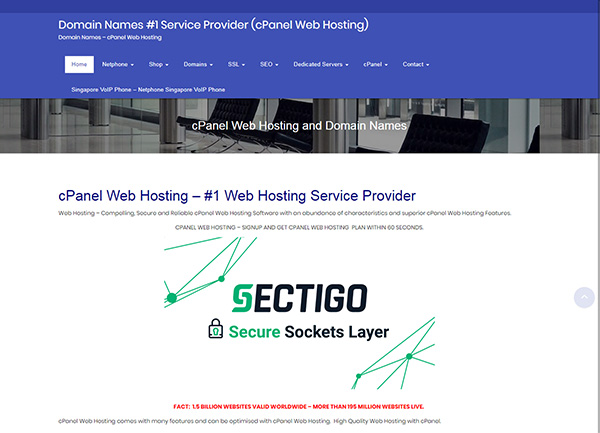 Domain Names #1 Service Provider (cPanel Web Hosting)
Domain Names – cPanel Web Hosting
Home Netphone Shop Domains SSL SEO Dedicated Servers cPanel Contact
Singapore VoIP Phone – Netphone Singapore VoIP Phone
cPanel Web Hosting and Domain Names
cPanel Web Hosting – #1 Web Hosting Service Provider
Web Hosting – Compelling, Secure and Reliable cPanel Web Hosting Software with an abundance of characteristics and superior cPanel Web Hosting Features.
CPANEL WEB HOSTING – SIGNUP AND GET CPANEL WEB HOSTING PLAN WITHIN 60 SECONDS.
SECTIGO
Secure Sockets Layer
FACT: 1.5 BILLION WEBSITES VALID WORLDWIDE – MORE THAN 195 MILLION WEBSITES LIVE.
cPanel Web Hosting comes with many features and can be optimised with cPanel Web Hosting. High Quality Web Hosting with cPanel.